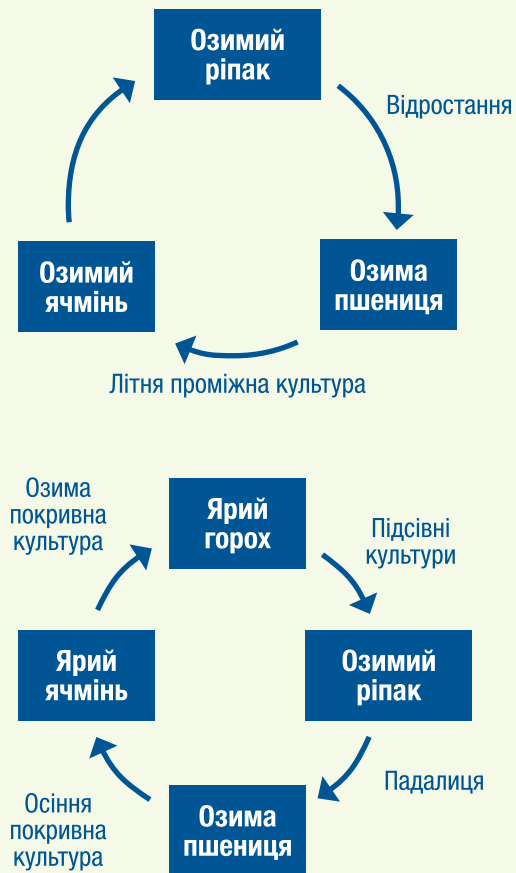 Озимий
ріпак
Відростання
Озимий
ячмінь
Озима
пшениця
Літня проміжна культура
Озима
покривна
культура
Ярий
горох
Підсівні
культури
Ярий
ячмінь
Озимий
ріпак
Падалиця
Осіння
покривна
культура
Озима
пшениця